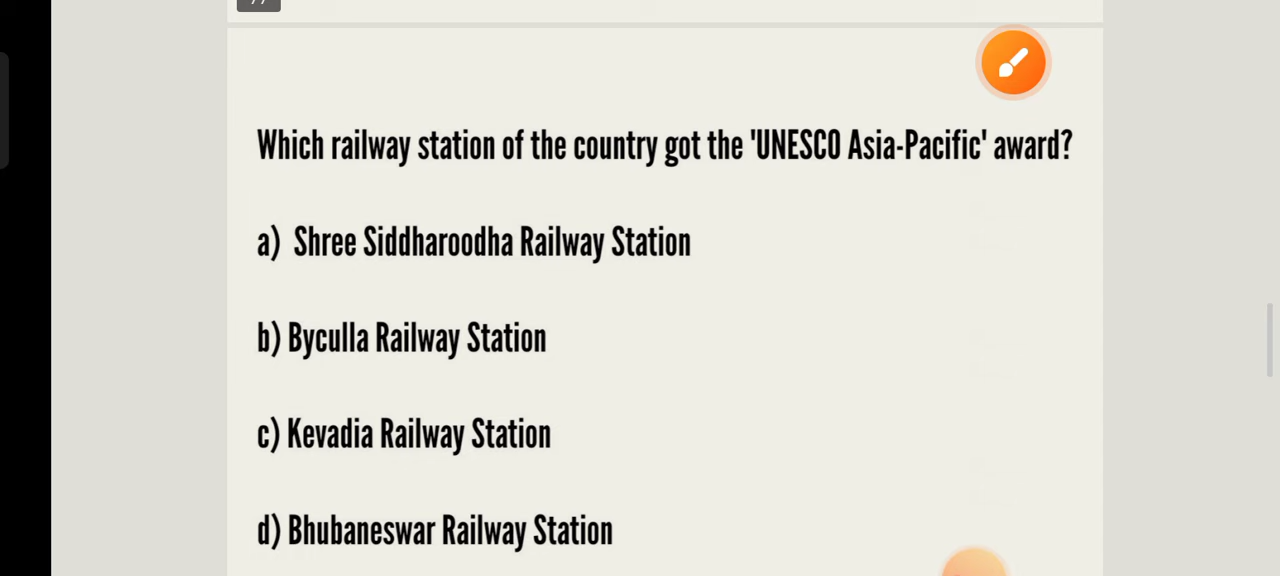 Which railway station of the country got the 'UNESCO Asia-Pacific' award?
a) Shree Siddharoodha Railway Station
b) Byculla Railway Station
c) Kevadia Railway Station
d) Bhubaneswar Railway Station